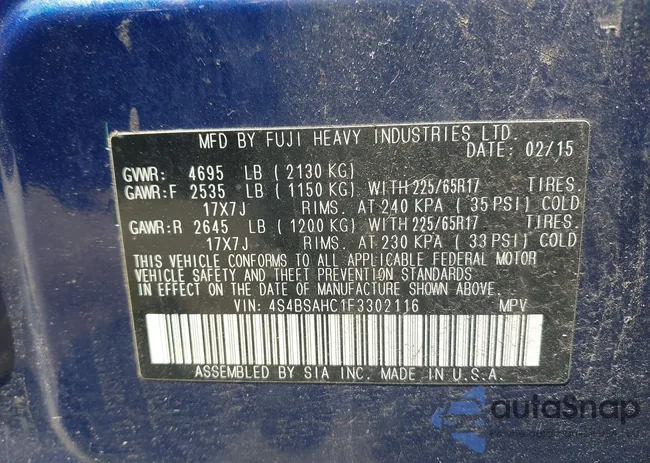 MFD BY FUJI HEAVY INDUSTRIES LTD.
DATE: 02/15
GVWR: 4695 LB ( 2130 KG)
GAWR:F 2535 LB ( 1150 KG) WITH 225/65R17 TIRES.
17X7J RIMS. AT 240 KPA ( 35 PSI) COLD
GAWR:R 2645 LB ( 1200 KG) WITH 225/65R17 TIRES.
17X7J RIMS. AT 230 KPA ( 33 PSI) COLD
THIS VEHICLE CONFORMS TO ALL APPLICABLE FEDERAL MOTOR
VEHICLE SAFETY AND THEFT PREVENTION STANDARDS
IN EFFECT ON THE DATE OF MANUFACTURE SHOWN ABOVE.
VIN: 4S4BSAHC1F3302116 MPV
ASSEMBLED BY SIA INC. MADE IN U.S.A.
autoSnap
POWERED BY CARFAST